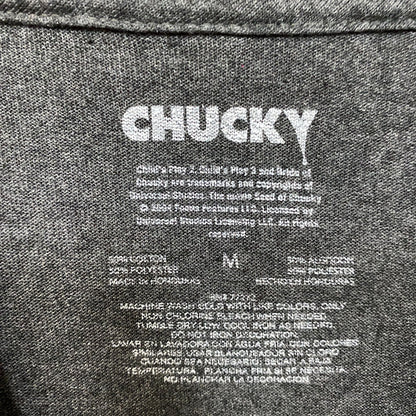 CHUCKY
Child's Play 2, Child's Play 3 and Bride of
Chucky are trademarks and copyrights of
Universal Studios. The movie Seed of Chucky
© Focus Features LLC. Licensed by
Universal Studios Licensing LLC. All rights
reserved.
50% COTTON
50% POLYESTER
MADE IN HONDURAS
M
50% ALGODON
50% POLIESTER
HECHO EN HONDURAS
MACHINE WASH COLD WITH LIKE COLORS, ONLY
NON CHLORINE BLEACH WHEN NEEDED.
TUMBLE DRY LOW. COOL IRON AS NEEDED.
DO NOT IRON DECORATION.
LAVAR EN LAVADORA CON AGUA FRIA, CON COLORES
SIMILARES USAR BLANQUEADOR SIN CLORO
CUANDO SEA NECESARIO, SECAR A BAJA
TEMPERATURA. PLANCHA FRIA SI SE NECESITA.
NO PLANCHAR LA DECORACION.